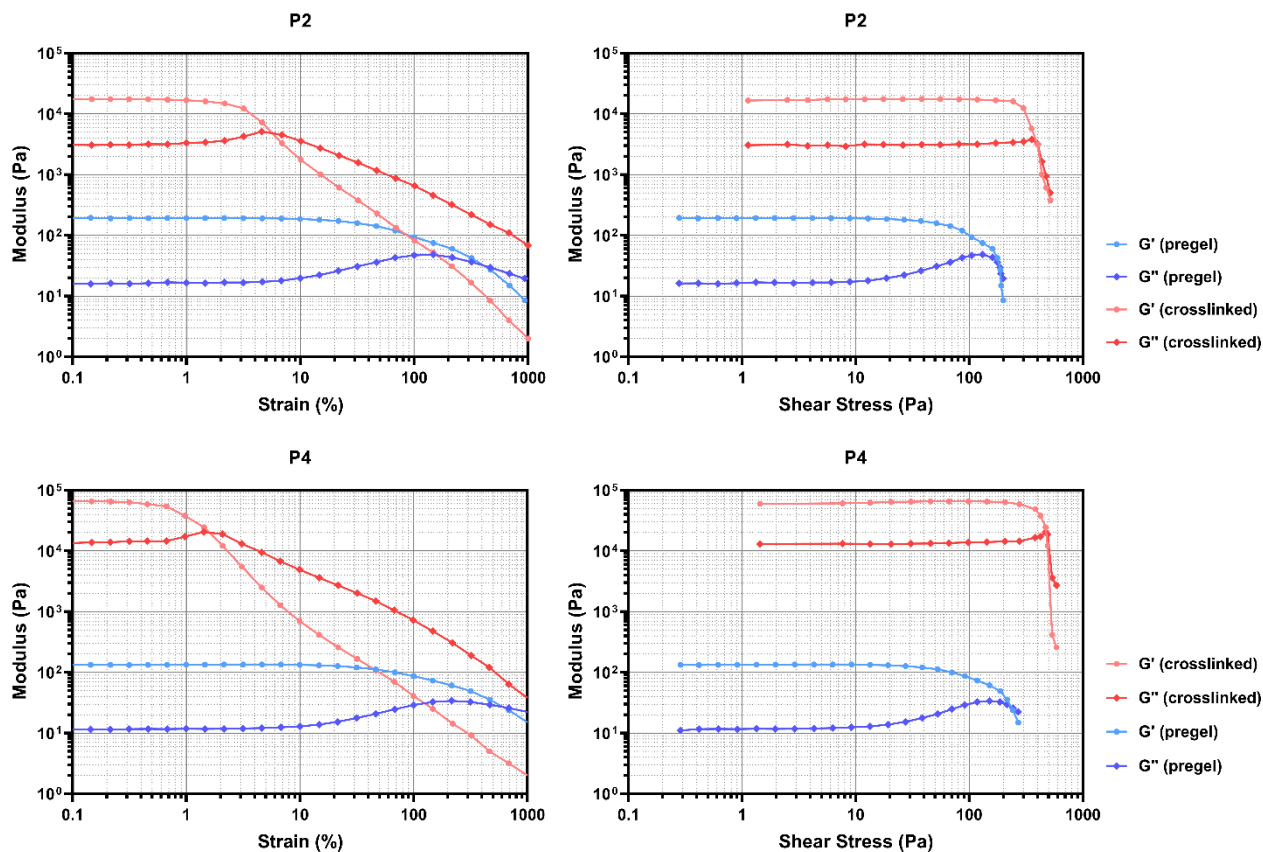 P2
10⁵
10⁴
10³
10²
10¹
10⁰
Modulus (Pa)
0.1 1 10 100 1000
Strain (%)
P2
10⁵
10⁴
10³
10²
10¹
10⁰
Modulus (Pa)
0.1 1 10 100 1000
Shear Stress (Pa)
G' (pregel)
G" (pregel)
G' (crosslinked)
G" (crosslinked)
P4
10⁵
10⁴
10³
10²
10¹
10⁰
Modulus (Pa)
0.1 1 10 100 1000
Strain (%)
P4
10⁵
10⁴
10³
10²
10¹
10⁰
Modulus (Pa)
0.1 1 10 100 1000
Shear Stress (Pa)
G' (crosslinked)
G" (crosslinked)
G' (pregel)
G" (pregel)